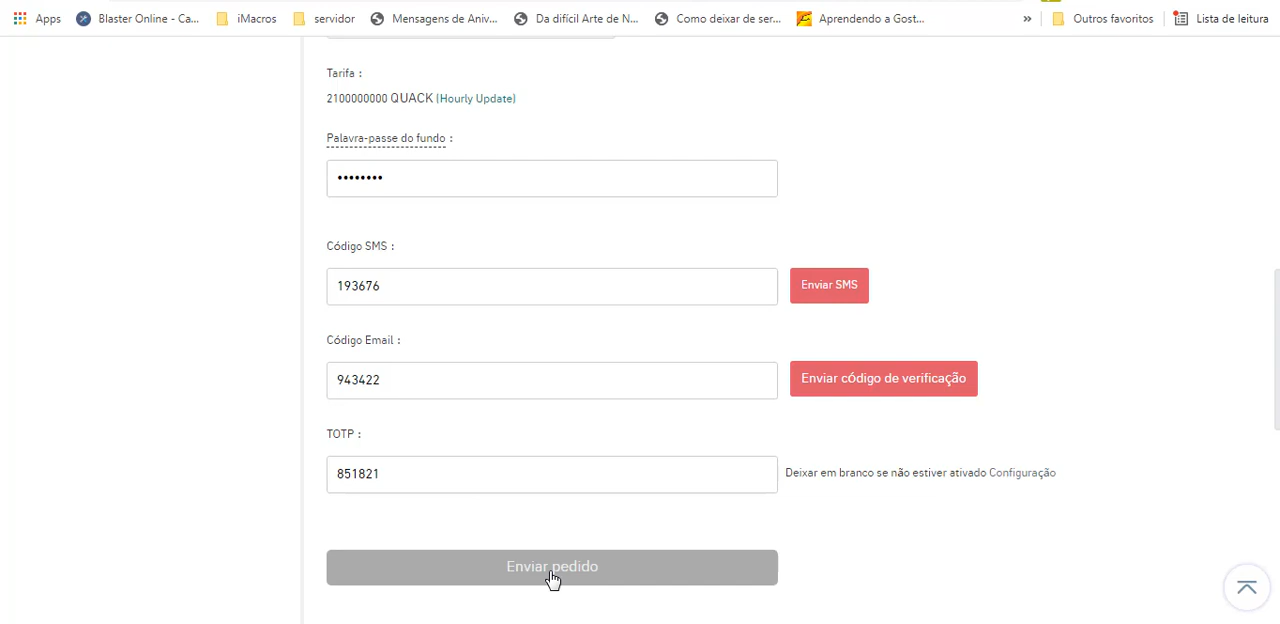 Apps Blaster Online - Ca... iMacros servidor Mensagens de Aniv... Da difícil Arte de N... Como deixar de ser... Aprendendo a Gost... » Outros favoritos Lista de leitura
Tarifa :
2100000000 QUACK (Hourly Update)
Palavra-passe do fundo :
••••••••
Código SMS :
193676 Enviar SMS
Código Email :
943422 Enviar código de verificação
TOTP :
851821 Deixar em branco se não estiver ativado Configuração
Enviar pedido